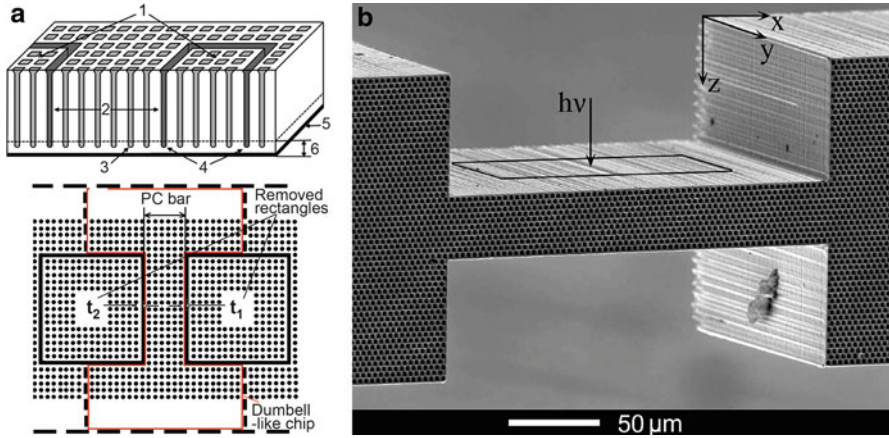 a
1
2
3
4
5
6
PC bar
Removed
rectangles
t2
t1
Dumbell
-like chip
b
x
y
z
hν
50 µm